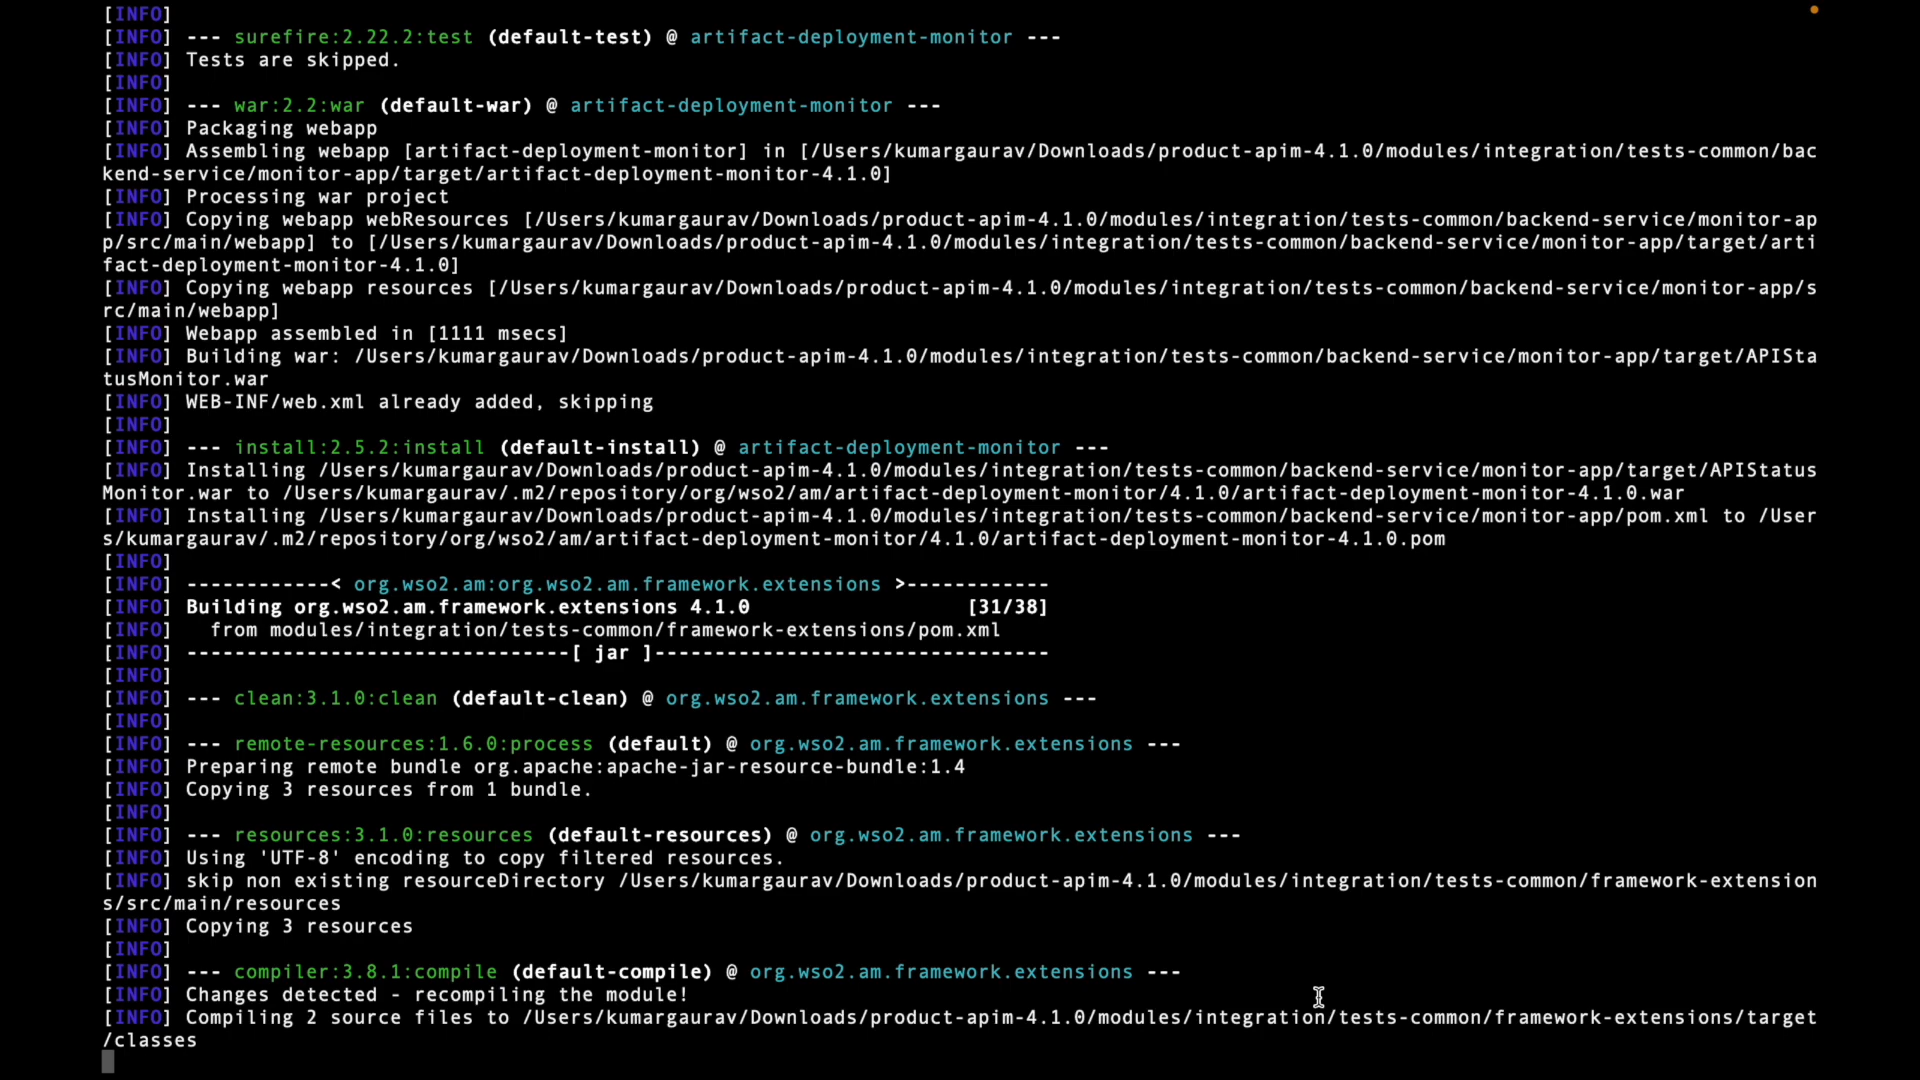 [INFO]
[INFO] --- surefire:2.22.2:test (default-test) @ artifact-deployment-monitor ---
[INFO] Tests are skipped.
[INFO]
[INFO] --- war:2.2:war (default-war) @ artifact-deployment-monitor ---
[INFO] Packaging webapp
[INFO] Assembling webapp [artifact-deployment-monitor] in [/Users/kumargaurav/Downloads/product-apim-4.1.0/modules/integration/tests-common/bac
kend-service/monitor-app/target/artifact-deployment-monitor-4.1.0]
[INFO] Processing war project
[INFO] Copying webapp webResources [/Users/kumargaurav/Downloads/product-apim-4.1.0/modules/integration/tests-common/backend-service/monitor-ap
p/src/main/webapp] to [/Users/kumargaurav/Downloads/product-apim-4.1.0/modules/integration/tests-common/backend-service/monitor-app/target/arti
fact-deployment-monitor-4.1.0]
[INFO] Copying webapp resources [/Users/kumargaurav/Downloads/product-apim-4.1.0/modules/integration/tests-common/backend-service/monitor-app/s
rc/main/webapp]
[INFO] Webapp assembled in [1111 msecs]
[INFO] Building war: /Users/kumargaurav/Downloads/product-apim-4.1.0/modules/integration/tests-common/backend-service/monitor-app/target/APISta
tusMonitor.war
[INFO] WEB-INF/web.xml already added, skipping
[INFO]
[INFO] --- install:2.5.2:install (default-install) @ artifact-deployment-monitor ---
[INFO] Installing /Users/kumargaurav/Downloads/product-apim-4.1.0/modules/integration/tests-common/backend-service/monitor-app/target/APIStatus
Monitor.war to /Users/kumargaurav/.m2/repository/org/wso2/am/artifact-deployment-monitor/4.1.0/artifact-deployment-monitor-4.1.0.war
[INFO] Installing /Users/kumargaurav/Downloads/product-apim-4.1.0/modules/integration/tests-common/backend-service/monitor-app/pom.xml to /User
s/kumargaurav/.m2/repository/org/wso2/am/artifact-deployment-monitor/4.1.0/artifact-deployment-monitor-4.1.0.pom
[INFO]
[INFO] ------------< org.wso2.am:org.wso2.am.framework.extensions >------------
[INFO] Building org.wso2.am.framework.extensions 4.1.0                  [31/38]
[INFO]   from modules/integration/tests-common/framework-extensions/pom.xml
[INFO] --------------------------------[ jar ]---------------------------------
[INFO]
[INFO] --- clean:3.1.0:clean (default-clean) @ org.wso2.am.framework.extensions ---
[INFO]
[INFO] --- remote-resources:1.6.0:process (default) @ org.wso2.am.framework.extensions ---
[INFO] Preparing remote bundle org.apache:apache-jar-resource-bundle:1.4
[INFO] Copying 3 resources from 1 bundle.
[INFO]
[INFO] --- resources:3.1.0:resources (default-resources) @ org.wso2.am.framework.extensions ---
[INFO] Using 'UTF-8' encoding to copy filtered resources.
[INFO] skip non existing resourceDirectory /Users/kumargaurav/Downloads/product-apim-4.1.0/modules/integration/tests-common/framework-extension
s/src/main/resources
[INFO] Copying 3 resources
[INFO]
[INFO] --- compiler:3.8.1:compile (default-compile) @ org.wso2.am.framework.extensions ---
[INFO] Changes detected - recompiling the module!
[INFO] Compiling 2 source files to /Users/kumargaurav/Downloads/product-apim-4.1.0/modules/integration/tests-common/framework-extensions/target
/classes